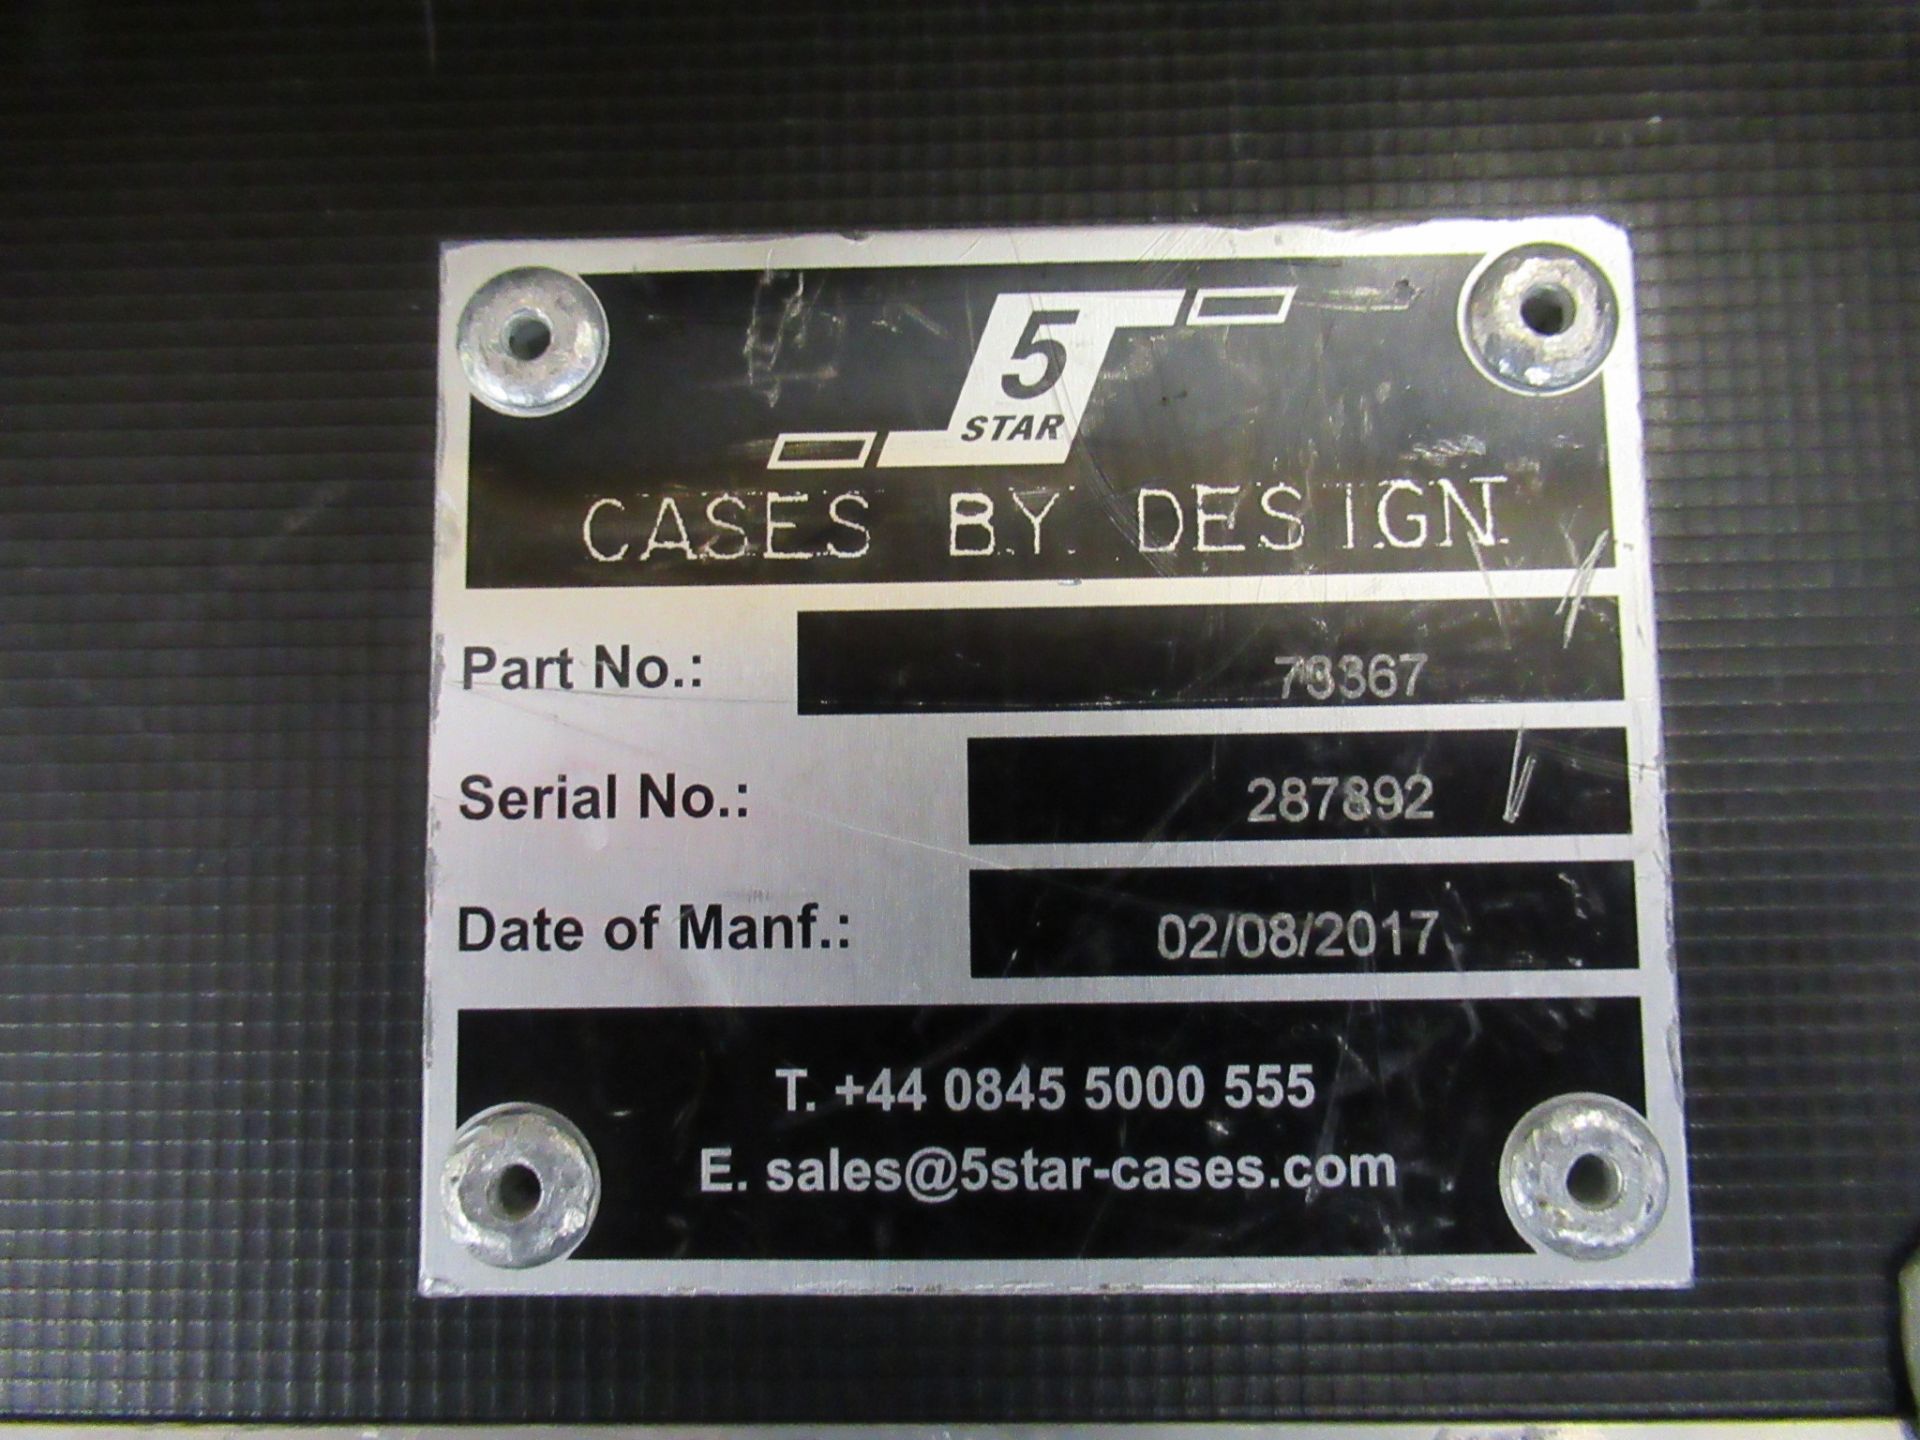 5
STAR
CASES BY DESIGN
Part No.: 73367
Serial No.: 287892
Date of Manf.: 02/08/2017
T. +44 0845 5000 555
E. sales@5star-cases.com